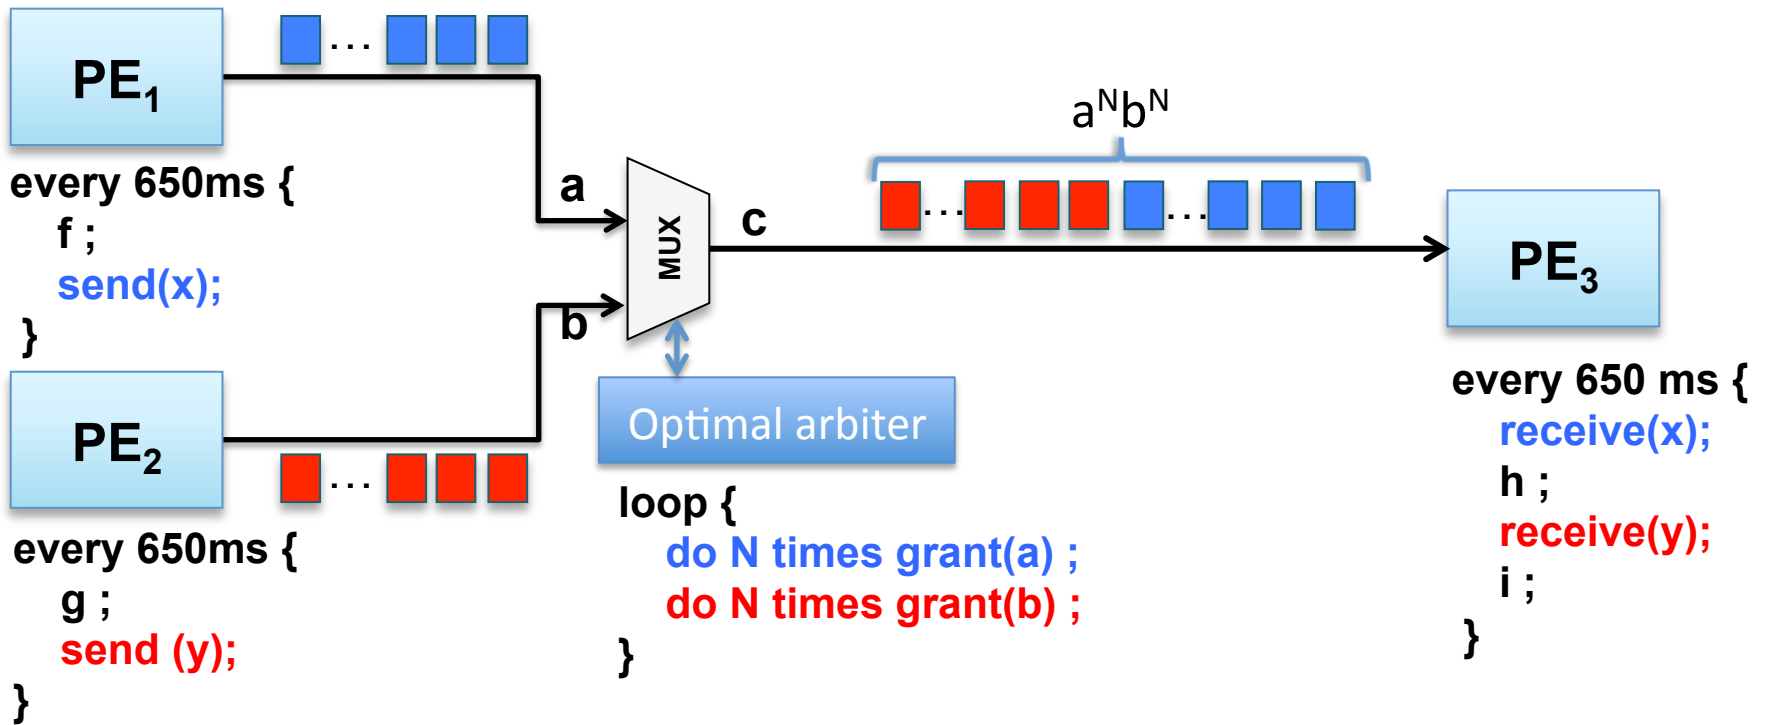 PE1
every 650ms {
f ;
send(x);
}
PE2
every 650ms {
g ;
send (y);
}
...
...
a
b
MUX
c
Optimal arbiter
loop {
do N times grant(a) ;
do N times grant(b) ;
}
aNbN
... ...
PE3
every 650 ms {
receive(x);
h ;
receive(y);
i ;
}